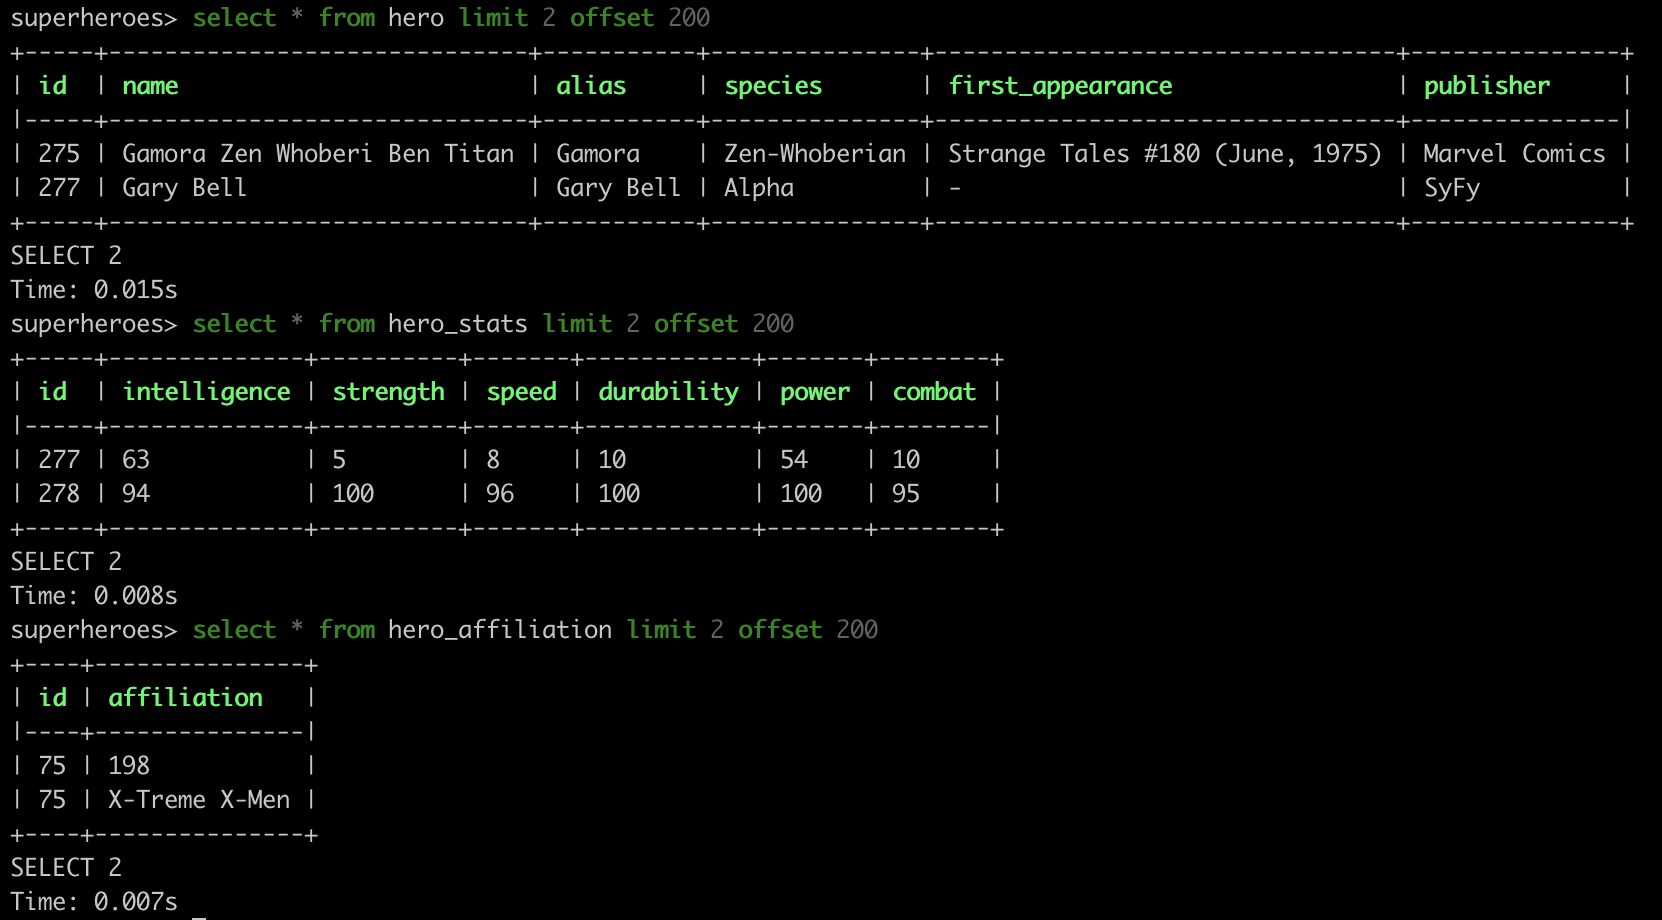 superheroes> select * from hero limit 2 offset 200
+-----+------------------------------+-----------+---------------+---------------------------------+---------------+
| id  | name                         | alias     | species       | first_appearance                | publisher     |
|-----+------------------------------+-----------+---------------+---------------------------------+---------------|
| 275 | Gamora Zen Whoberi Ben Titan | Gamora    | Zen-Whoberian | Strange Tales #180 (June, 1975) | Marvel Comics |
| 277 | Gary Bell                    | Gary Bell | Alpha         | -                               | SyFy          |
+-----+------------------------------+-----------+---------------+---------------------------------+---------------+
SELECT 2
Time: 0.015s
superheroes> select * from hero_stats limit 2 offset 200
+-----+--------------+----------+-------+------------+-------+--------+
| id  | intelligence | strength | speed | durability | power | combat |
|-----+--------------+----------+-------+------------+-------+--------|
| 277 | 63           | 5        | 8     | 10         | 54    | 10     |
| 278 | 94           | 100      | 96    | 100        | 100   | 95     |
+-----+--------------+----------+-------+------------+-------+--------+
SELECT 2
Time: 0.008s
superheroes> select * from hero_affiliation limit 2 offset 200
+----+---------------+
| id | affiliation   |
|----+---------------|
| 75 | 198           |
| 75 | X-Treme X-Men |
+----+---------------+
SELECT 2
Time: 0.007s